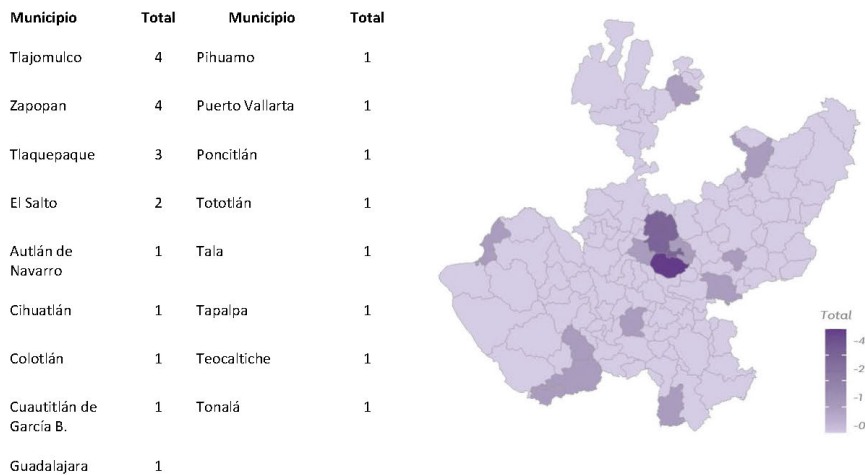 Municipio Total Municipio Total
Tlajomulco 4 Pihuamo 1
Zapopan 4 Puerto Vallarta 1
Tlaquepaque 3 Poncitlán 1
El Salto 2 Tototlán 1
Autlán de
Navarro 1 Tala 1
Cihuatlán 1 Tapalpa 1
Colotlán 1 Teocaltiche 1
Cuautitlán de
García B. 1 Tonalá 1
Guadalajara 1
Total
-4
-2
-1
-0